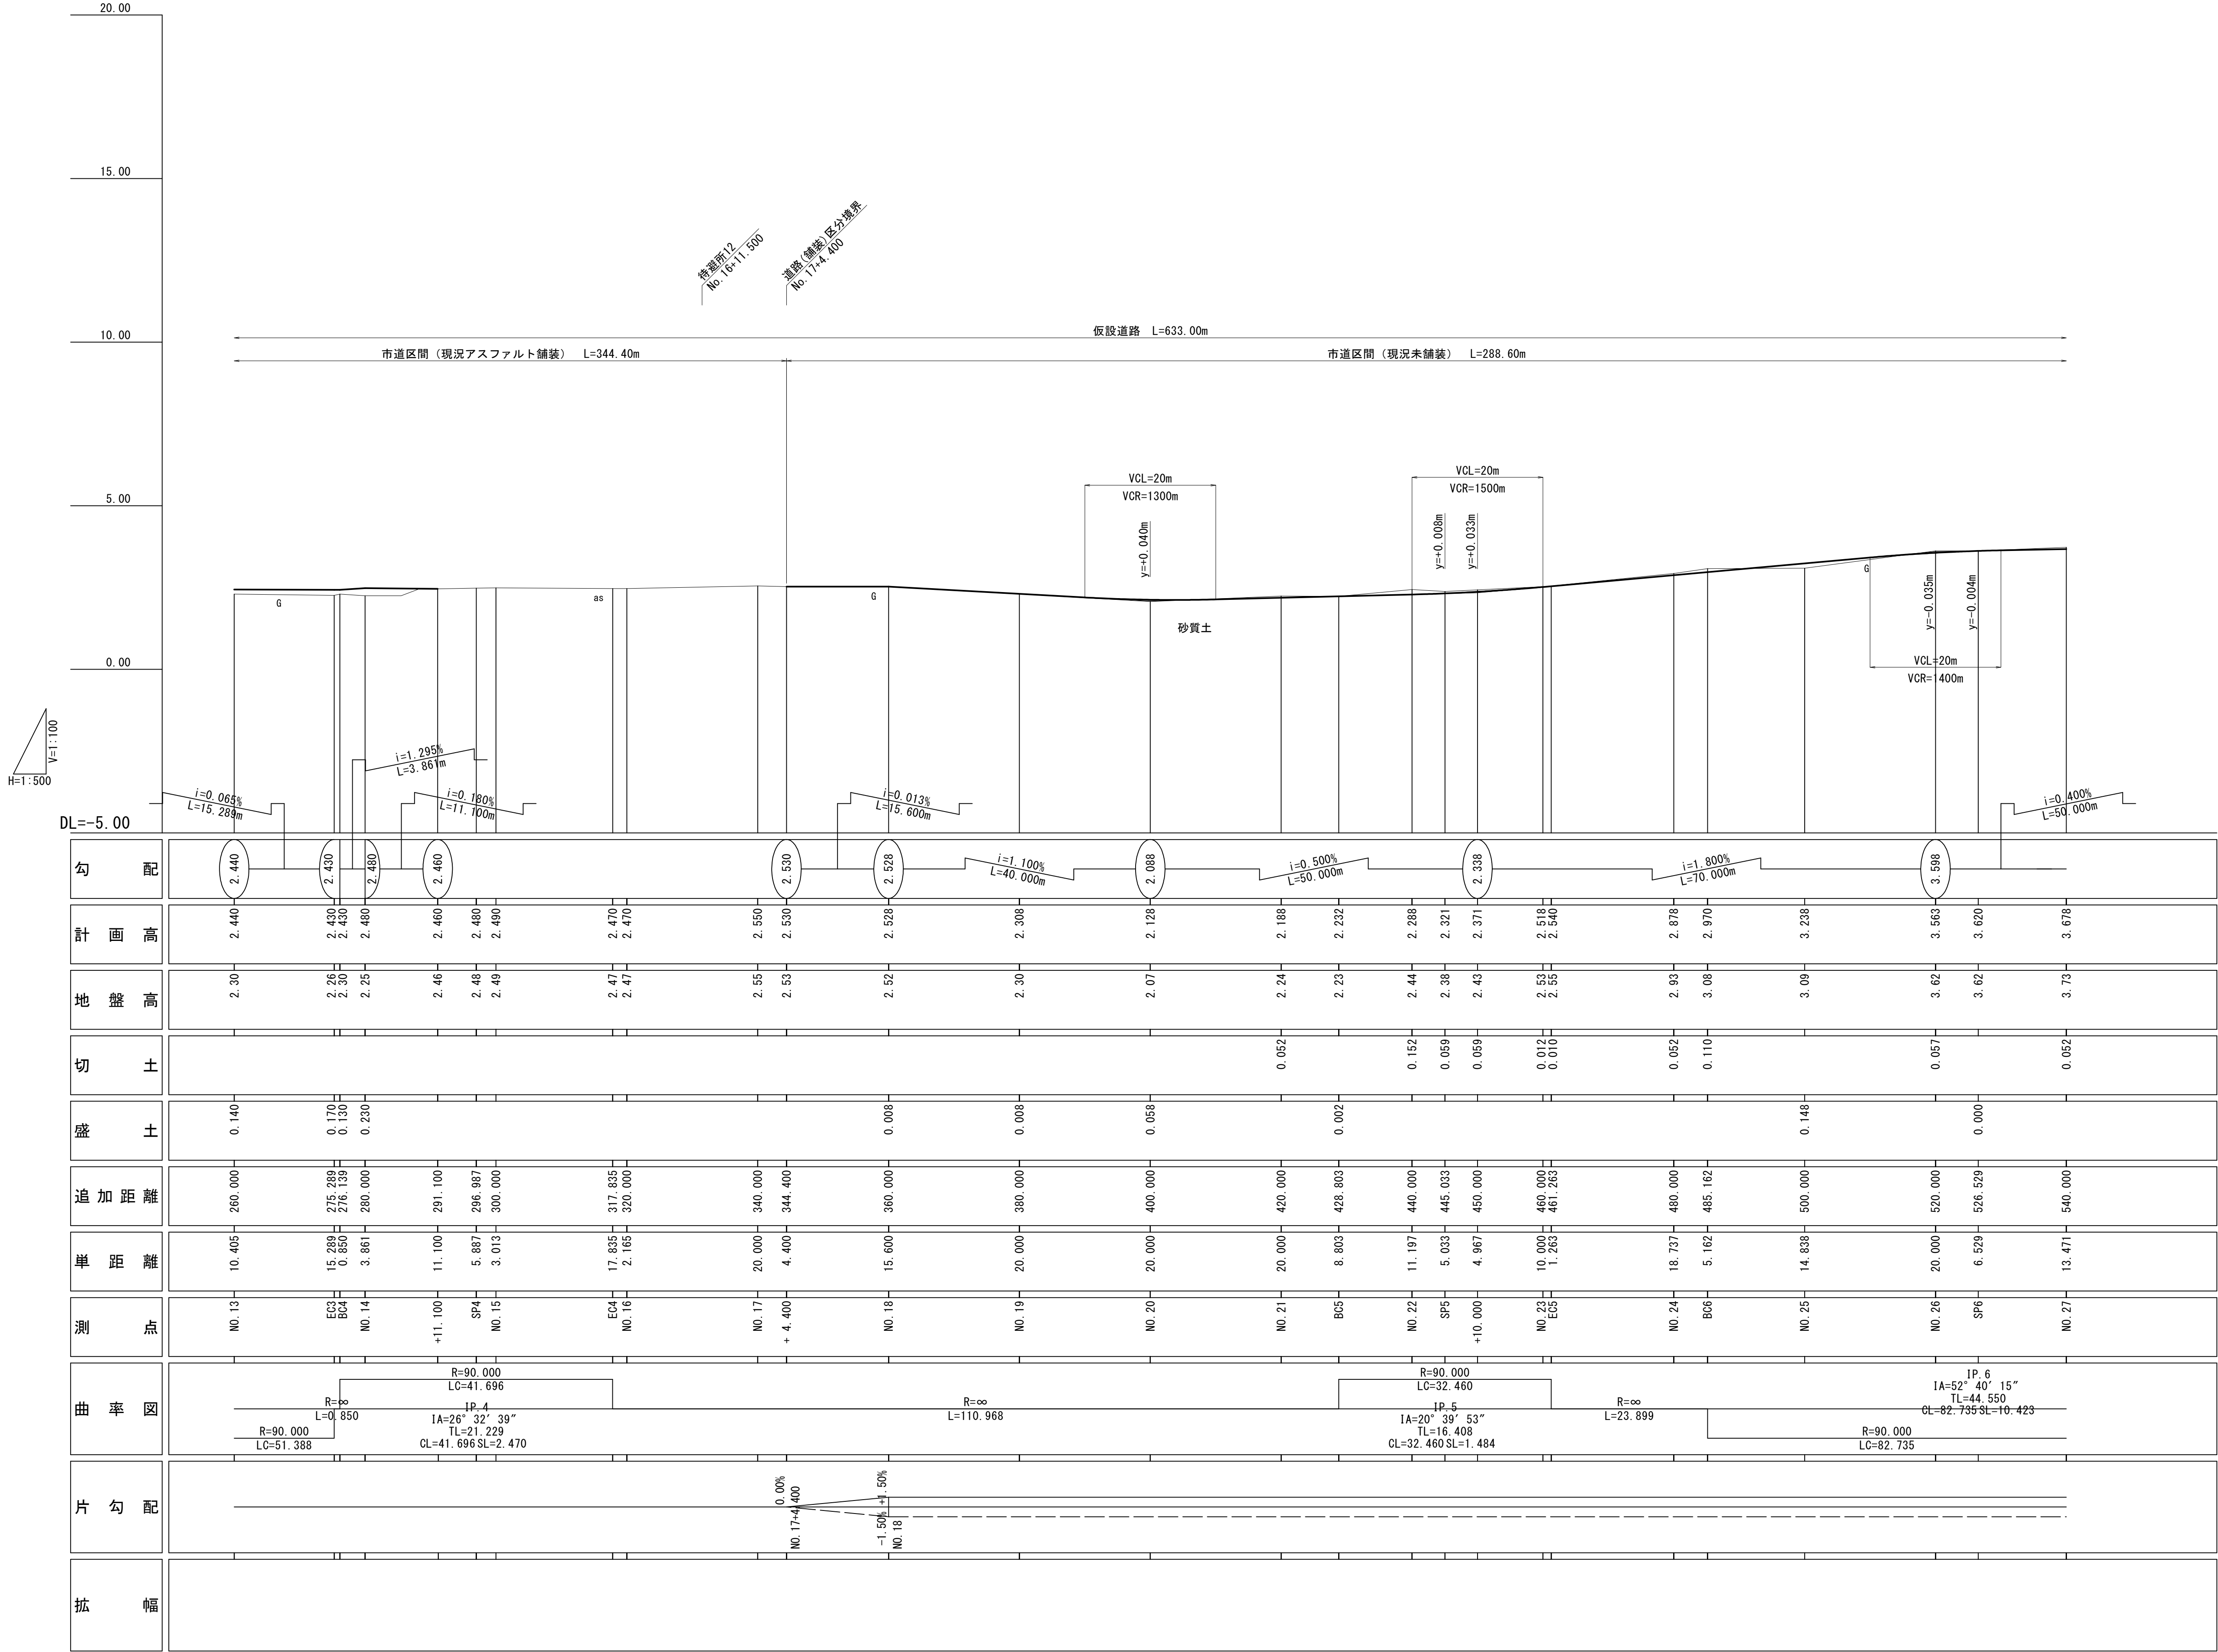 20.00
15.00
10.00
5.00
0.00
DL=-5.00
V=1:100
H=1:500
待避所12
No.16+11.500
道路(舗装)区分境界
No.17+4.400
仮設道路 L=633.00m
市道区間(現況アスファルト舗装) L=344.40m
市道区間(現況未舗装) L=288.60m
VCL=20m
VCR=1300m
y=+0.040m
VCL=20m
VCR=1500m
y=+0.008m
y=+0.033m
VCL=20m
VCR=1400m
y=-0.035m
y=-0.004m
G
as
G
砂質土
G
i=0.065%
L=15.289m
i=1.295%
L=3.861m
i=0.180%
L=11.100m
i=0.013%
L=15.600m
i=0.400%
L=50.000m
勾配
2.440
2.430
2.480
2.460
2.530
2.528
i=1.100%
L=40.000m
2.088
i=0.500%
L=50.000m
2.338
i=1.800%
L=70.000m
3.598
計画高
2.440
2.430
2.430
2.480
2.460
2.480
2.490
2.470
2.470
2.550
2.530
2.528
2.308
2.128
2.188
2.232
2.288
2.321
2.371
2.518
2.540
2.878
2.970
3.238
3.563
3.620
3.678
地盤高
2.30
2.26
2.30
2.25
2.46
2.48
2.49
2.47
2.47
2.55
2.53
2.52
2.30
2.07
2.24
2.23
2.44
2.38
2.43
2.53
2.55
2.93
3.08
3.09
3.62
3.62
3.73
切土
0.052
0.152
0.059
0.059
0.012
0.010
0.052
0.110
0.057
0.052
盛土
0.140
0.170
0.130
0.230
0.008
0.008
0.058
0.002
0.148
0.000
追加距離
260.000
275.289
276.139
280.000
291.100
296.987
300.000
317.835
320.000
340.000
344.400
360.000
380.000
400.000
420.000
428.803
440.000
445.033
450.000
460.000
461.263
480.000
485.162
500.000
520.000
526.529
540.000
単距離
10.405
15.289
0.850
3.861
11.100
5.887
3.013
17.835
2.165
20.000
4.400
15.600
20.000
20.000
20.000
8.803
11.197
5.033
4.967
10.000
1.263
18.737
5.162
14.838
20.000
6.529
13.471
測点
NO.13
EC3
BC4
NO.14
+11.100
SP4
NO.15
EC4
NO.16
NO.17
+ 4.400
NO.18
NO.19
NO.20
NO.21
BC5
NO.22
SP5
+10.000
NO.23
EC5
NO.24
BC6
NO.25
NO.26
SP6
NO.27
曲率図
R=90.000
LC=51.388
R=∞
L=0.850
R=90.000
LC=41.696
IP.4
IA=26°32′39″
TL=21.229
CL=41.696 SL=2.470
R=∞
L=110.968
R=90.000
LC=32.460
IP.5
IA=20°39′53″
TL=16.408
CL=32.460 SL=1.484
R=∞
L=23.899
R=90.000
LC=82.735
IP.6
IA=52°40′15″
TL=44.550
CL=82.735 SL=10.423
片勾配
0.00%
NO.17+4.400
-1.50% +1.50%
NO.18
拡幅